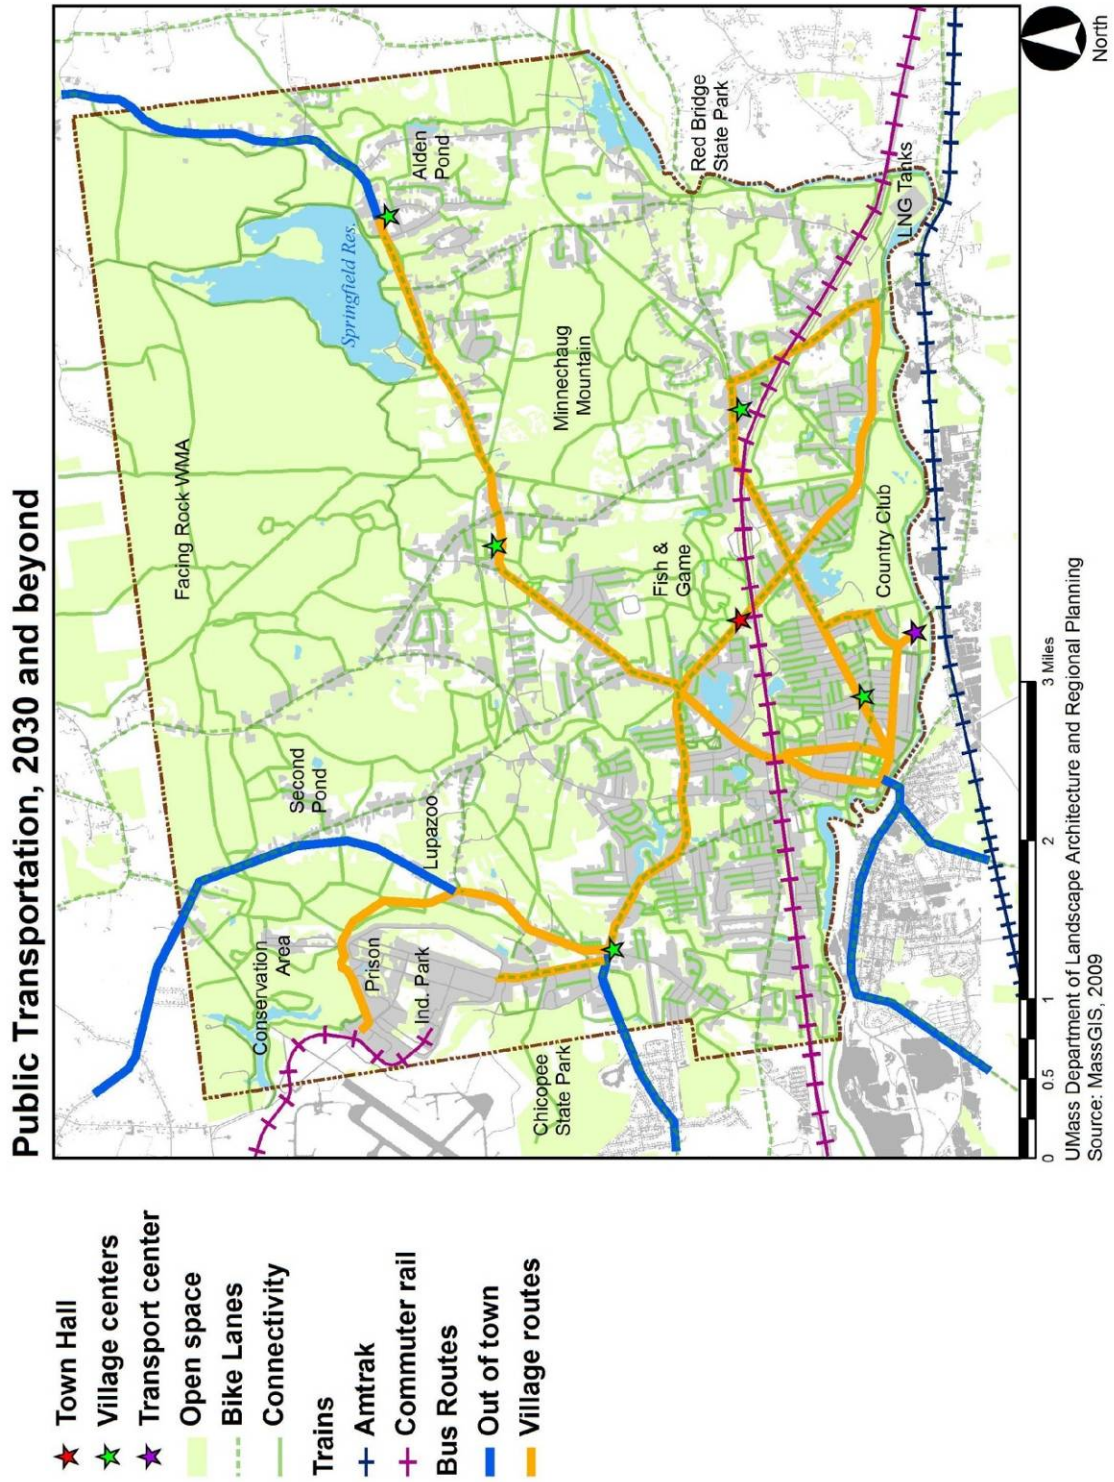 Public Transportation, 2030 and beyond
Town Hall
Village centers
Transport center
Open space
Bike Lanes
Connectivity
Trains
Amtrak
Commuter rail
Bus Routes
Out of town
Village routes
Facing Rock WMA
Springfield Res.
Alden
Pond
Second
Pond
Conservation
Area
Lupazoo
Prison
Ind. Park
Minnechaug
Mountain
Chicopee
State Park
Fish &
Game
Red Bridge
State Park
Country Club
LNG Tanks
0 0.5 1 2 3 Miles
UMass Department of Landscape Architecture and Regional Planning
Source: MassGIS, 2009
North